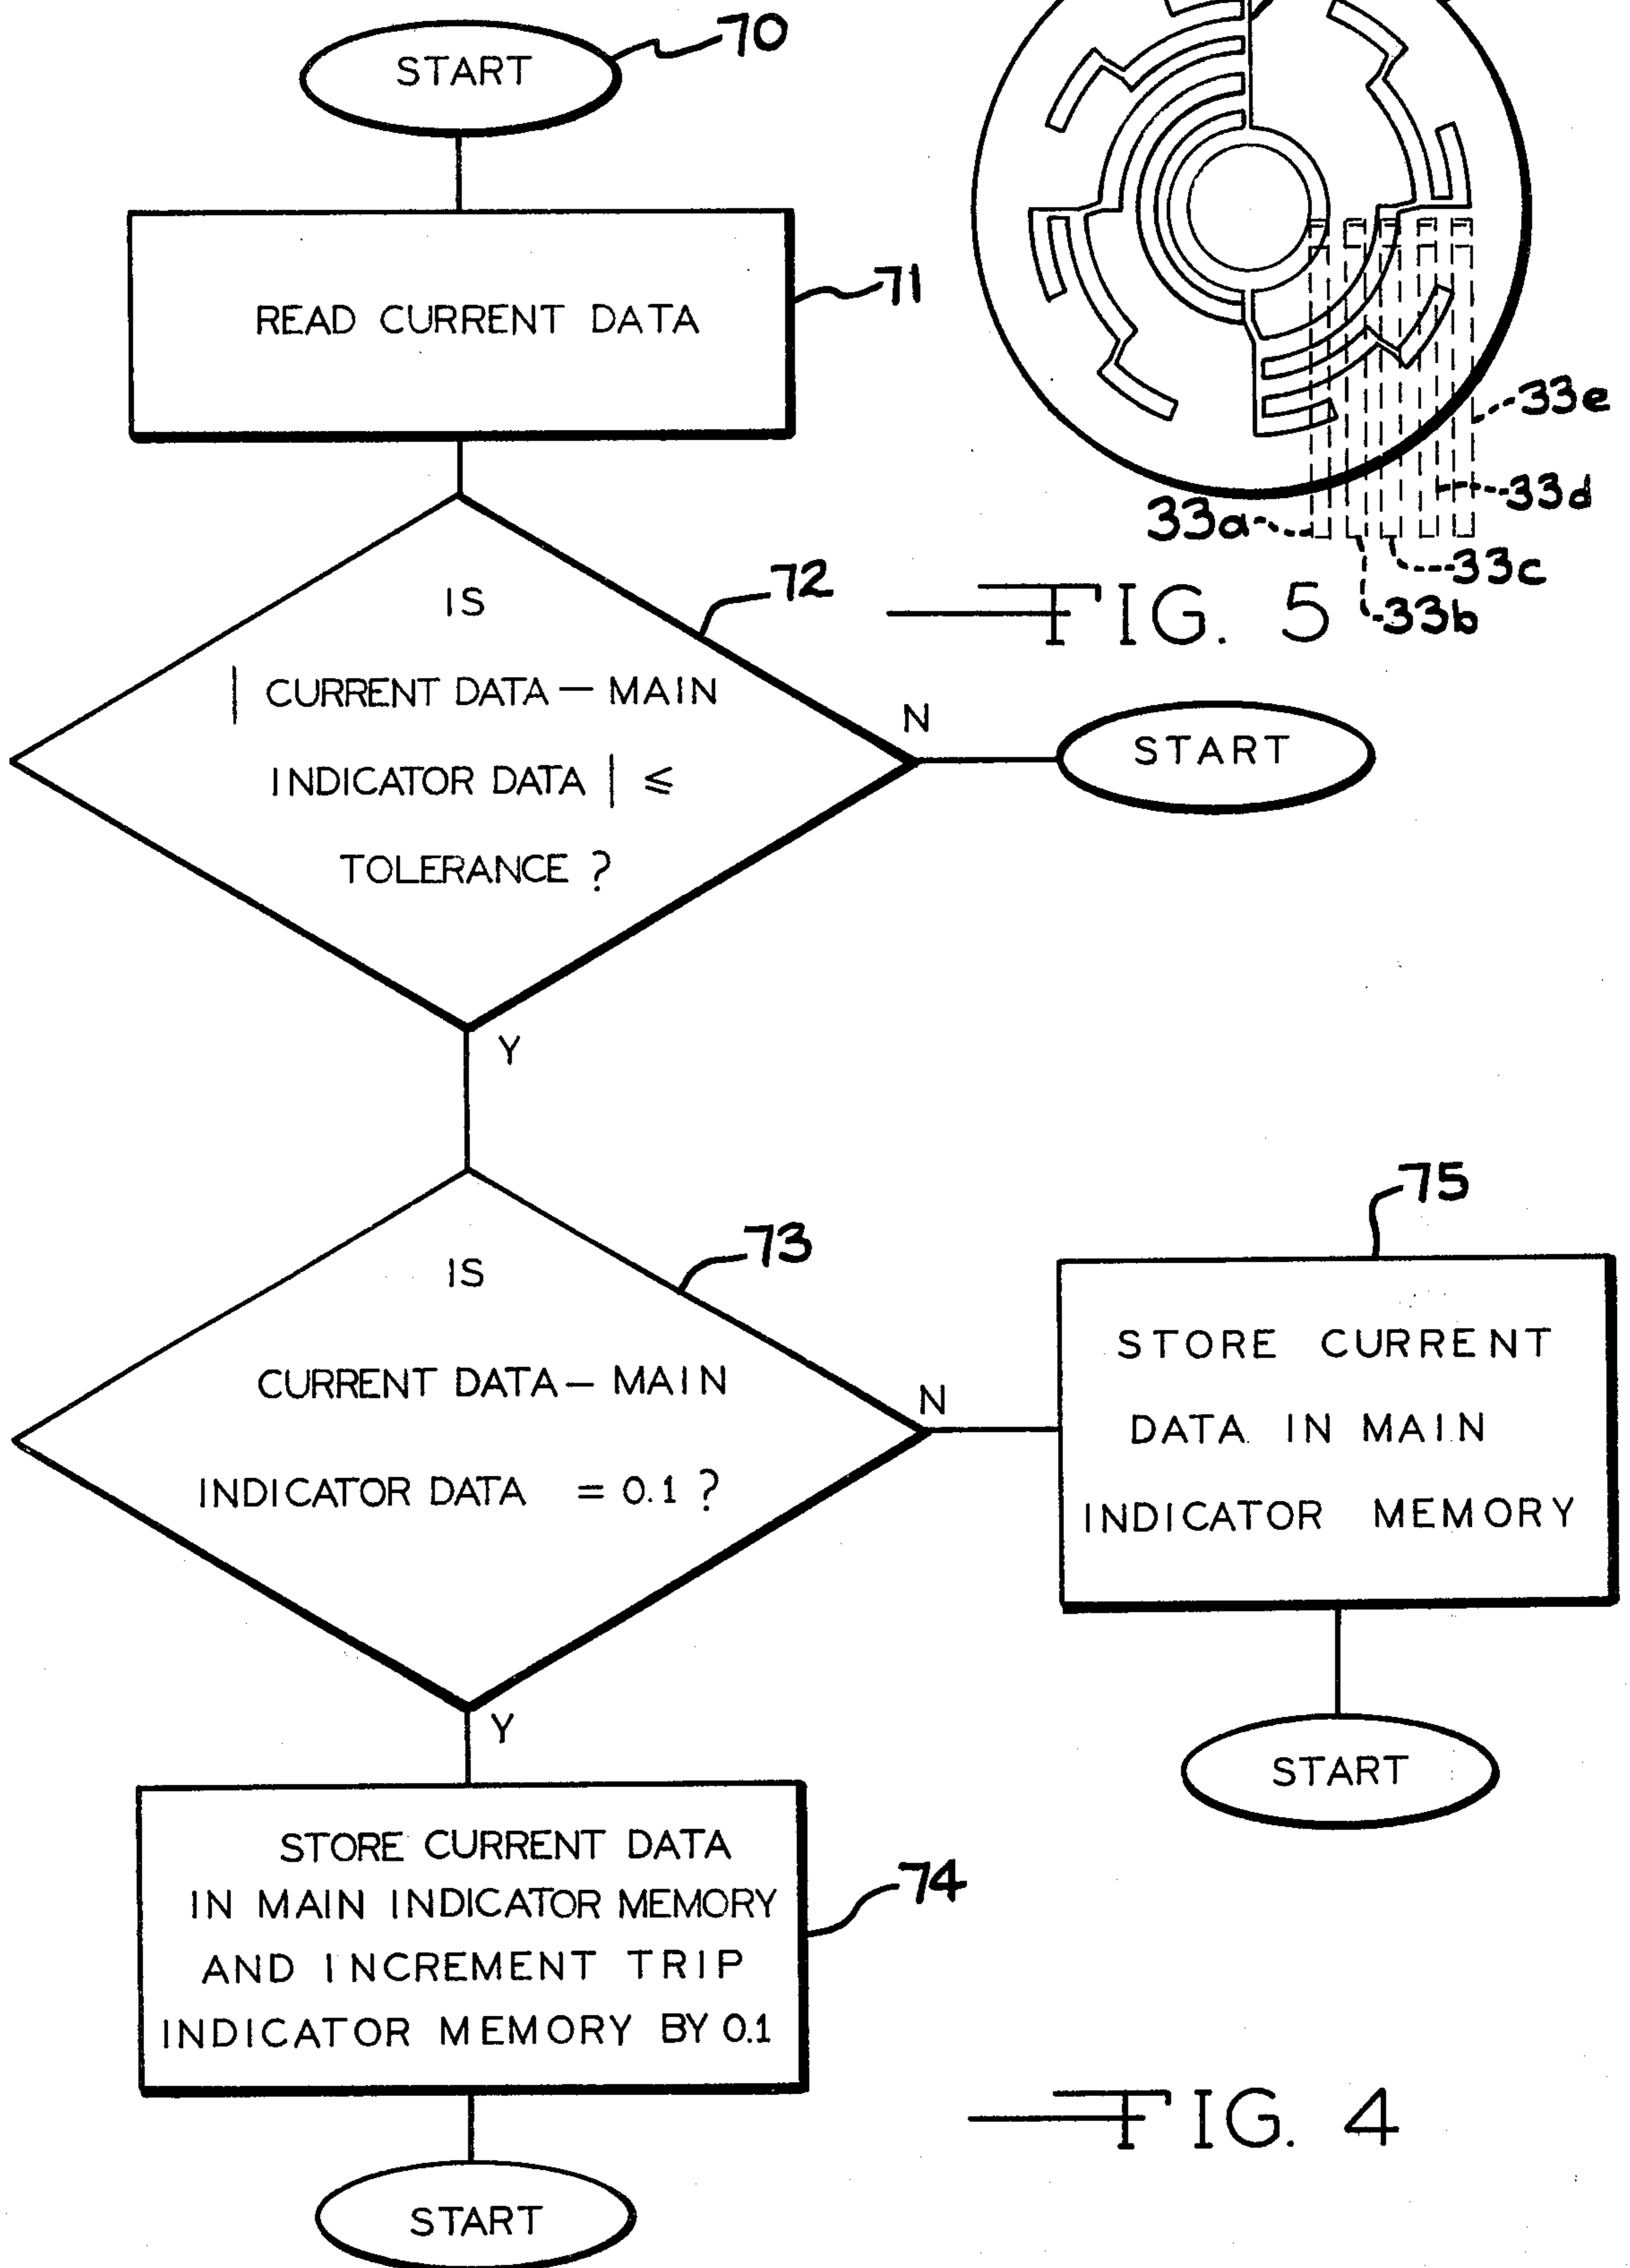 START
70
READ CURRENT DATA
71
33e
33d
33a
33c
33b
FIG. 5
IS
72
| CURRENT DATA — MAIN
INDICATOR DATA | ≤
TOLERANCE ?
N
START
Y
IS
73
CURRENT DATA — MAIN
INDICATOR DATA = 0.1 ?
N
75
STORE CURRENT
DATA IN MAIN
INDICATOR MEMORY
START
Y
STORE CURRENT DATA
IN MAIN INDICATOR MEMORY
AND INCREMENT TRIP
INDICATOR MEMORY BY 0.1
74
START
FIG. 4